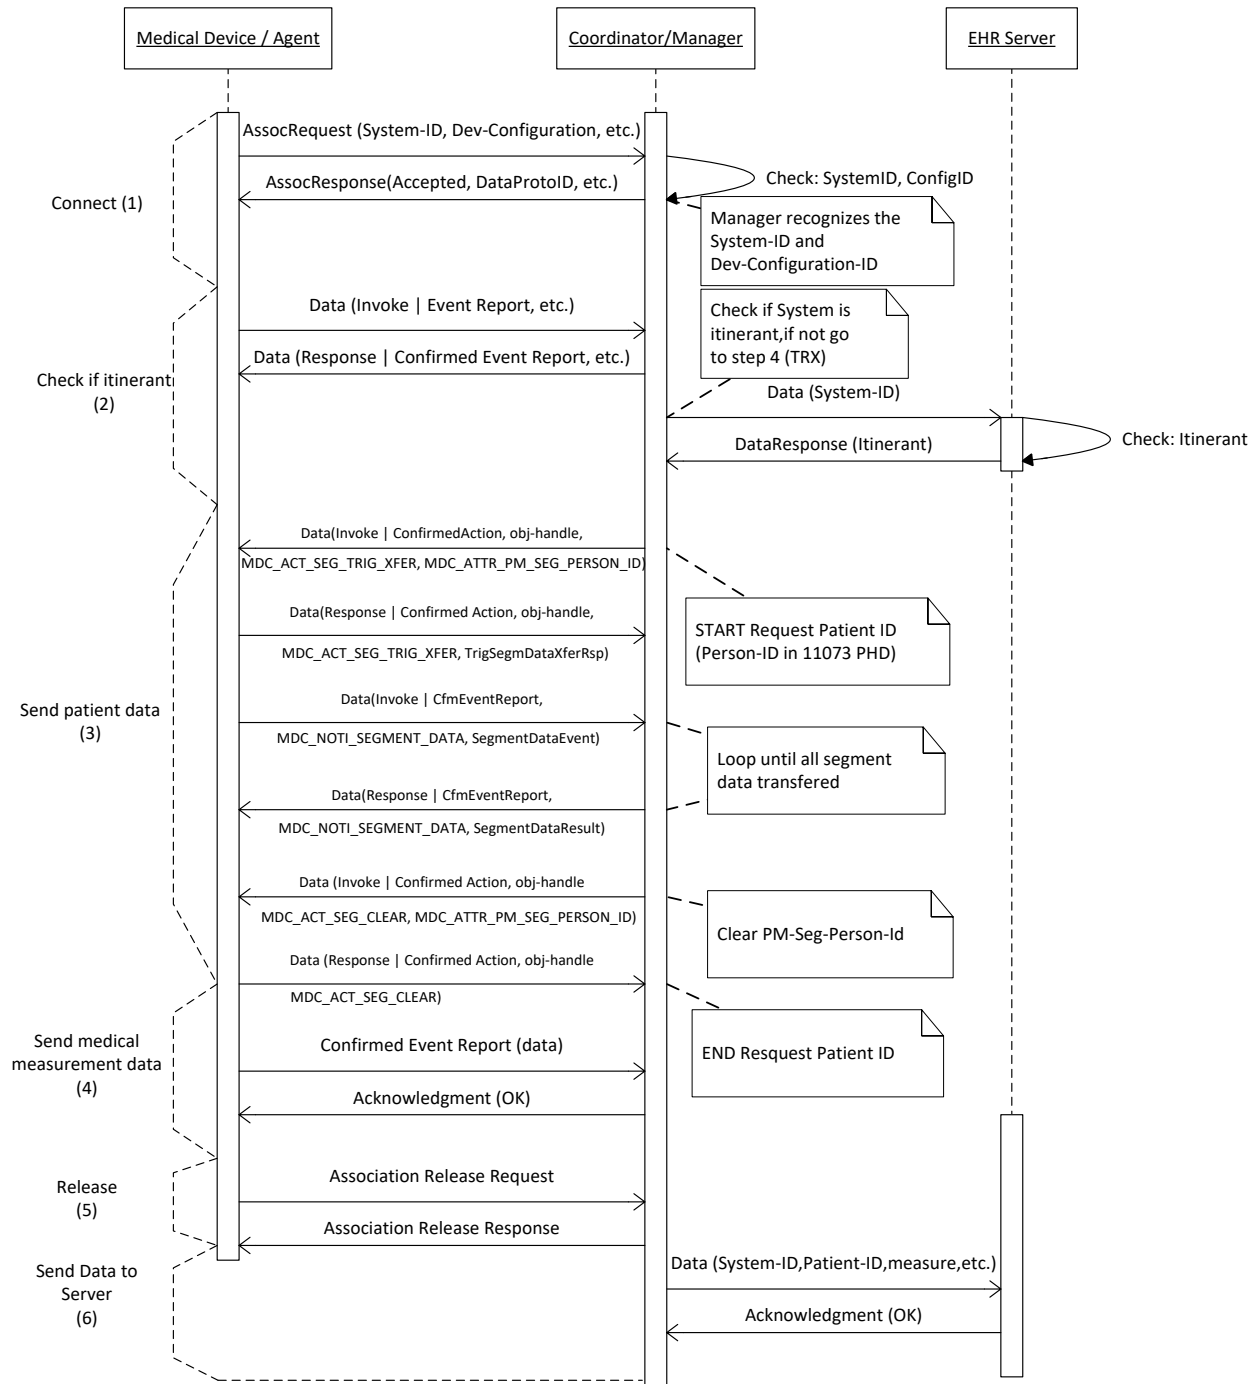 Medical Device / Agent
Coordinator/Manager
EHR Server
AssocRequest (System-ID, Dev-Configuration, etc.)
Check: SystemID, ConfigID
AssocResponse(Accepted, DataProtoID, etc.)
Connect (1)
Manager recognizes the
System-ID and
Dev-Configuration-ID
Data (Invoke | Event Report, etc.)
Check if System is
itinerant,if not go
to step 4 (TRX)
Data (Response | Confirmed Event Report, etc.)
Check if itinerant
(2)
Data (System-ID)
DataResponse (Itinerant)
Check: Itinerant
Data(Invoke | ConfirmedAction, obj-handle,
MDC_ACT_SEG_TRIG_XFER, MDC_ATTR_PM_SEG_PERSON_ID)
Data(Response | Confirmed Action, obj-handle,
MDC_ACT_SEG_TRIG_XFER, TrigSegmDataXferRsp)
START Request Patient ID
(Person-ID in 11073 PHD)
Send patient data
(3)
Data(Invoke | CfmEventReport,
MDC_NOTI_SEGMENT_DATA, SegmentDataEvent)
Loop until all segment
data transfered
Data(Response | CfmEventReport,
MDC_NOTI_SEGMENT_DATA, SegmentDataResult)
Data (Invoke | Confirmed Action, obj-handle
MDC_ACT_SEG_CLEAR, MDC_ATTR_PM_SEG_PERSON_ID)
Clear PM-Seg-Person-Id
Data (Response | Confirmed Action, obj-handle
MDC_ACT_SEG_CLEAR)
Send medical
measurement data
(4)
Confirmed Event Report (data)
END Resquest Patient ID
Acknowledgment (OK)
Release
(5)
Association Release Request
Association Release Response
Send Data to
Server
(6)
Data (System-ID,Patient-ID,measure,etc.)
Acknowledgment (OK)